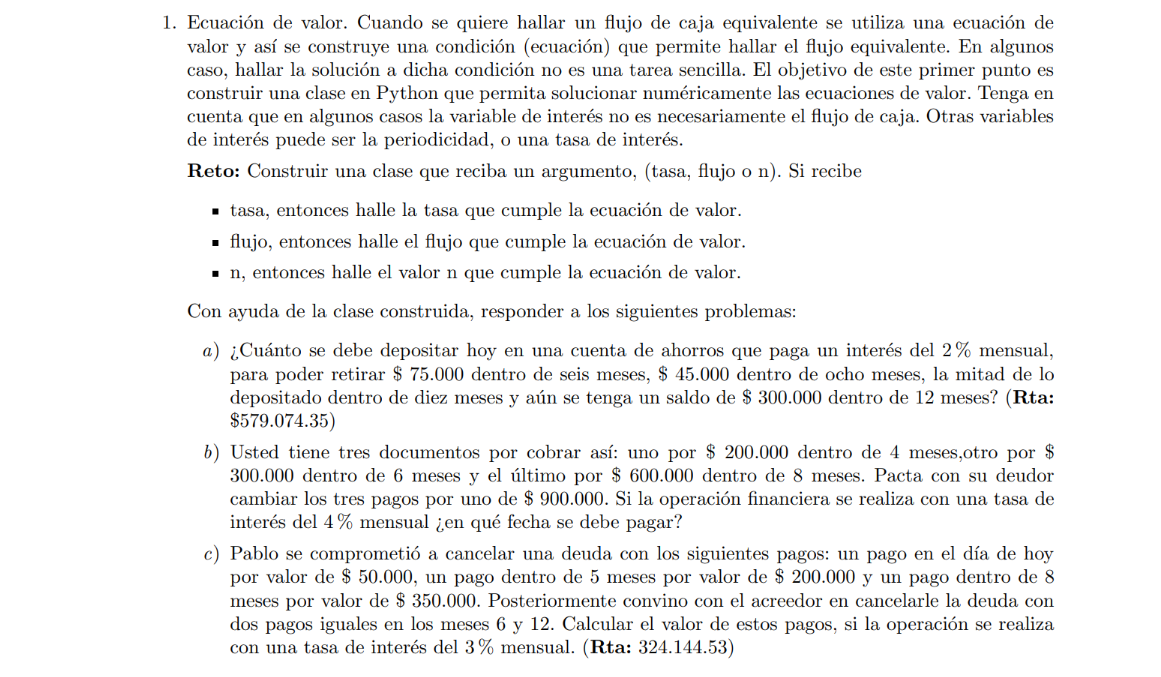 1. Ecuación de valor. Cuando se quiere hallar un flujo de caja equivalente se utiliza una ecuación de
valor y así se construye una condición (ecuación) que permite hallar el flujo equivalente. En algunos
caso, hallar la solución a dicha condición no es una tarea sencilla. El objetivo de este primer punto es
construir una clase en Python que permita solucionar numéricamente las ecuaciones de valor. Tenga en
cuenta que en algunos casos la variable de interés no es necesariamente el flujo de caja. Otras variables
de interés puede ser la periodicidad, o una tasa de interés.
Reto: Construir una clase que reciba un argumento, (tasa, flujo o n). Si recibe
▪ tasa, entonces halle la tasa que cumple la ecuación de valor.
▪ flujo, entonces halle el flujo que cumple la ecuación de valor.
▪ n, entonces halle el valor n que cumple la ecuación de valor.
Con ayuda de la clase construida, responder a los siguientes problemas:
a) ¿Cuánto se debe depositar hoy en una cuenta de ahorros que paga un interés del 2 % mensual,
para poder retirar $ 75.000 dentro de seis meses, $ 45.000 dentro de ocho meses, la mitad de lo
depositado dentro de diez meses y aún se tenga un saldo de $ 300.000 dentro de 12 meses? (Rta:
$579.074.35)
b) Usted tiene tres documentos por cobrar así: uno por $ 200.000 dentro de 4 meses,otro por $
300.000 dentro de 6 meses y el último por $ 600.000 dentro de 8 meses. Pacta con su deudor
cambiar los tres pagos por uno de $ 900.000. Si la operación financiera se realiza con una tasa de
interés del 4 % mensual ¿en qué fecha se debe pagar?
c) Pablo se comprometió a cancelar una deuda con los siguientes pagos: un pago en el día de hoy
por valor de $ 50.000, un pago dentro de 5 meses por valor de $ 200.000 y un pago dentro de 8
meses por valor de $ 350.000. Posteriormente convino con el acreedor en cancelarle la deuda con
dos pagos iguales en los meses 6 y 12. Calcular el valor de estos pagos, si la operación se realiza
con una tasa de interés del 3 % mensual. (Rta: 324.144.53)